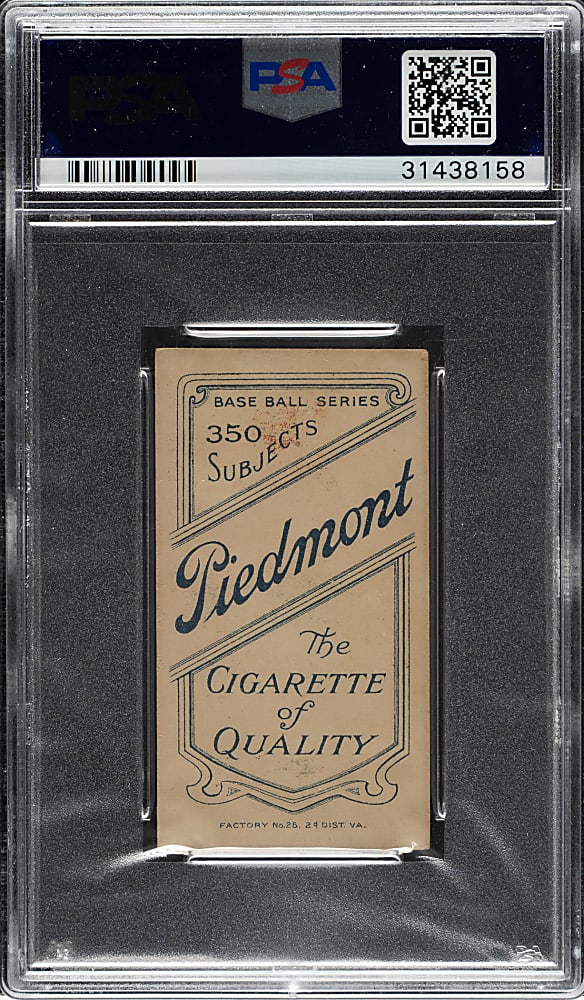 PSA
31438158
BASE BALL SERIES
350 SUBJECTS
Piedmont
The
CIGARETTE
of
QUALITY
FACTORY No. 25. 2d DIST. VA.